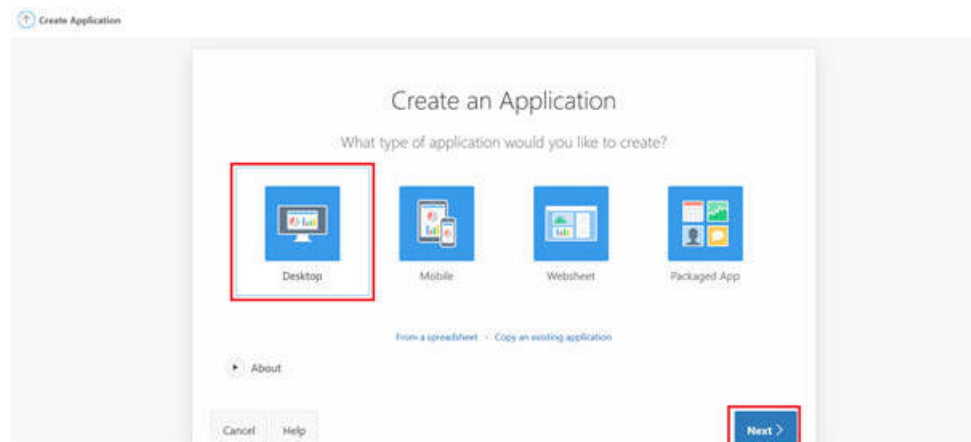 Create Application
Create an Application
What type of application would you like to create?
Desktop Mobile Websheet Packaged App
From a spreadsheet Copy an existing application
About
Cancel Help Next